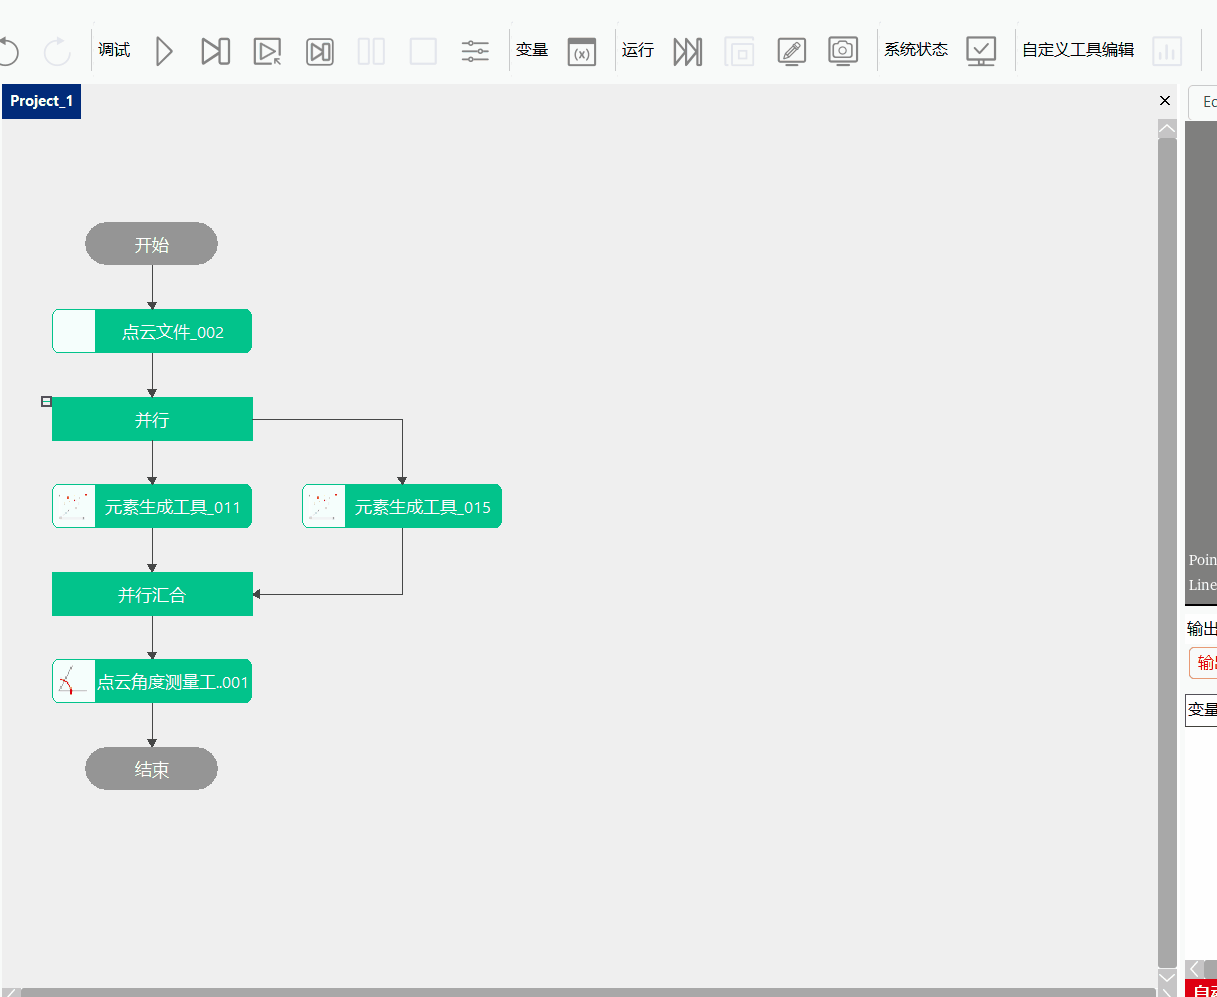 调试
变量
(x)
运行
系统状态
自定义工具编辑
Project_1
开始
点云文件_002
并行
元素生成工具_011
元素生成工具_015
并行汇合
点云角度测量工..001
结束
Poin
Line
输出
变量